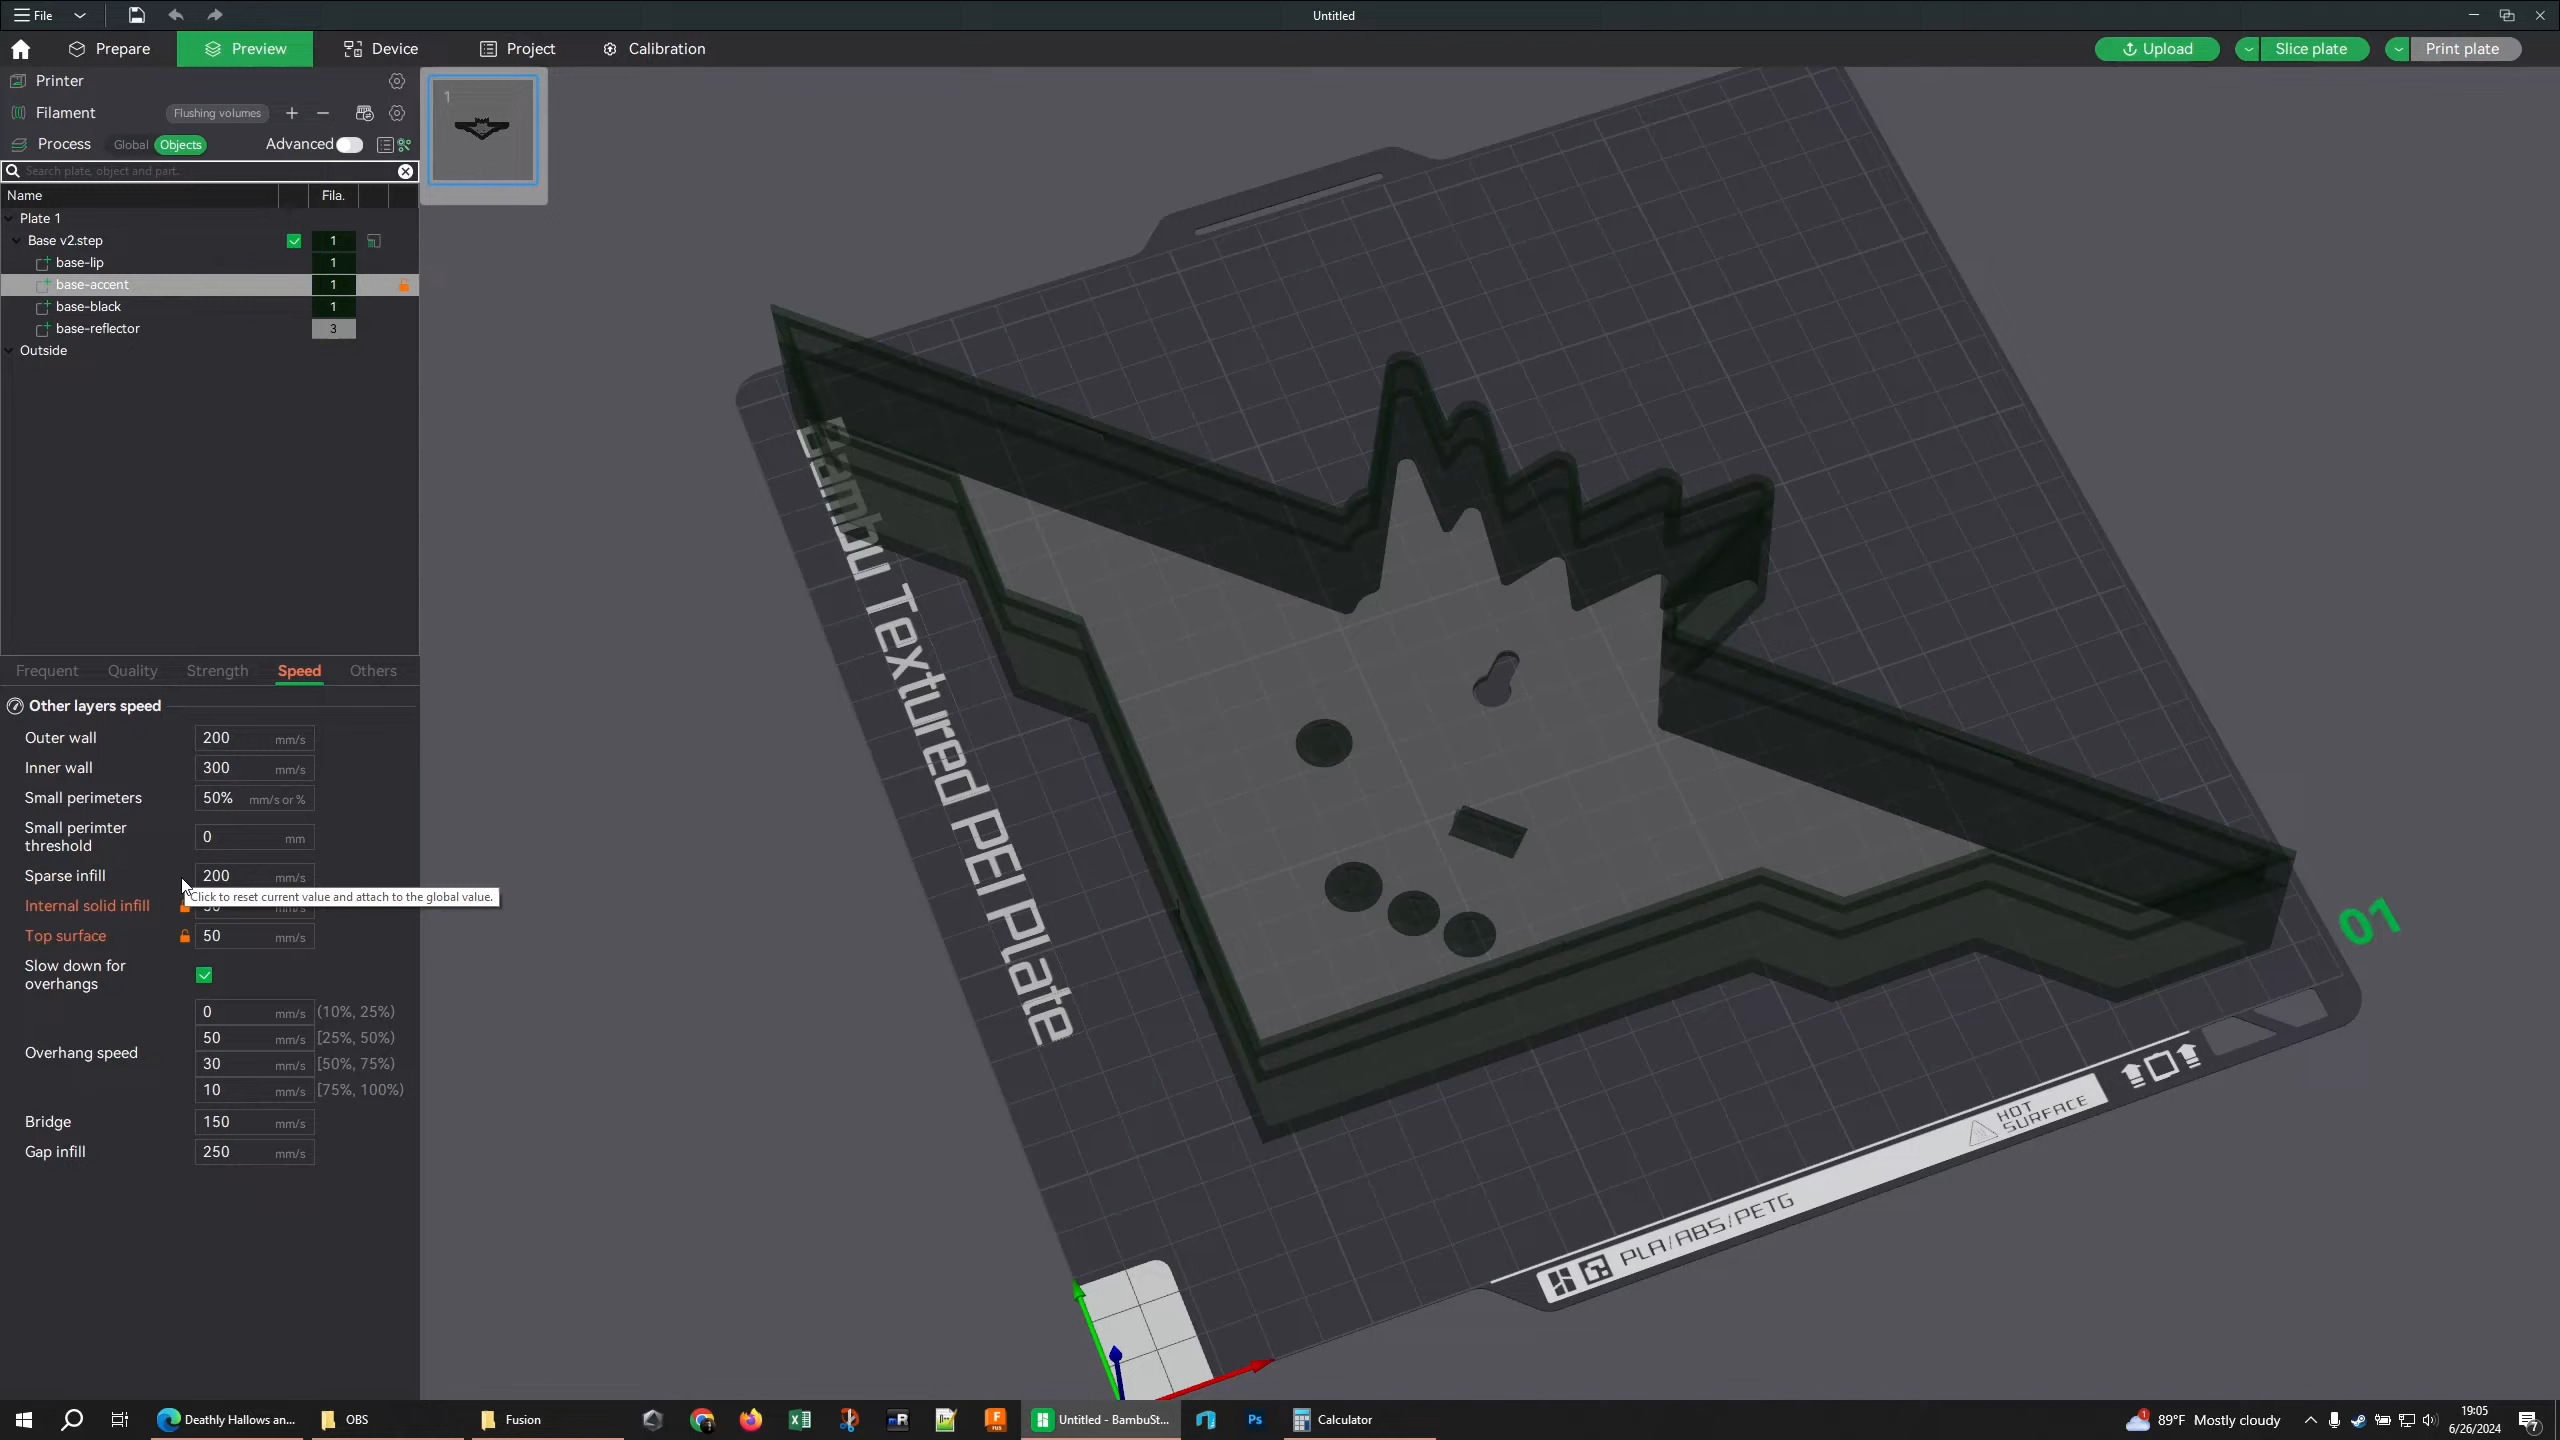 File
Untitled
Prepare
Preview
Device
Project
Calibration
Upload
Slice plate
Print plate
Printer
Filament
Flushing volumes
Process
Global
Objects
Advanced
Search plate, object and part.
Name
Fila.
Plate 1
Base v2.step
1
base-lip
1
base-accent
1
base-black
1
base-reflector
3
Outside
1
Frequent
Quality
Strength
Speed
Others
Other layers speed
Outer wall
200 mm/s
Inner wall
300 mm/s
Small perimeters
50% mm/s or %
Small perimter
threshold
0 mm
Sparse infill
200 mm/s
Click to reset current value and attach to the global value.
Internal solid infill
mm/s
Top surface
50 mm/s
Slow down for
overhangs
Overhang speed
0 mm/s (10%, 25%)
50 mm/s [25%, 50%)
30 mm/s [50%, 75%)
10 mm/s [75%, 100%)
Bridge
150 mm/s
Gap infill
250 mm/s
Bambu Textured PEI Plate
01
HOT
SURFACE
PLA/ABS/PETG
Deathly Hallows an...
OBS
Fusion
Untitled - BambuSt...
Calculator
89°F Mostly cloudy
19:05
6/26/2024